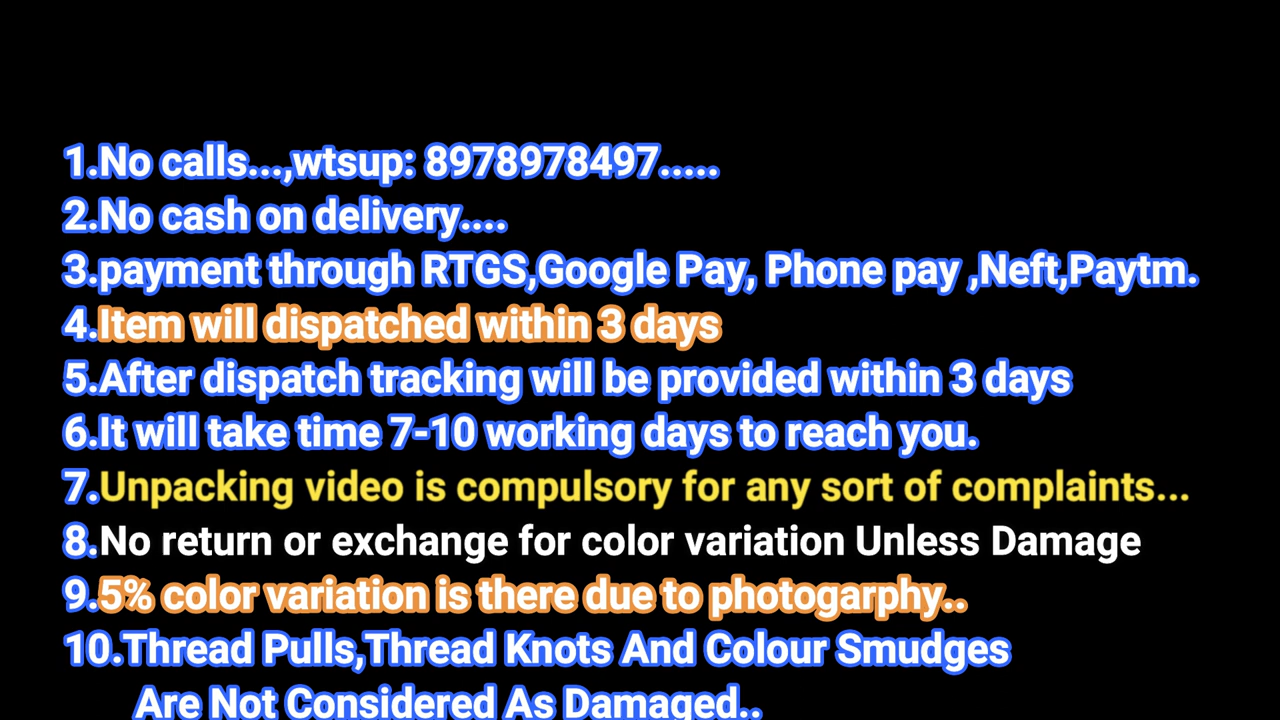 1.No calls...,wtsup: 8978978497.....
2.No cash on delivery....
3.payment through RTGS,Google Pay, Phone pay ,Neft,Paytm.
4.Item will dispatched within 3 days
5.After dispatch tracking will be provided within 3 days
6.It will take time 7-10 working days to reach you.
7.Unpacking video is compulsory for any sort of complaints...
8.No return or exchange for color variation Unless Damage
9.5% color variation is there due to photogarphy..
10.Thread Pulls,Thread Knots And Colour Smudges
Are Not Considered As Damaged..